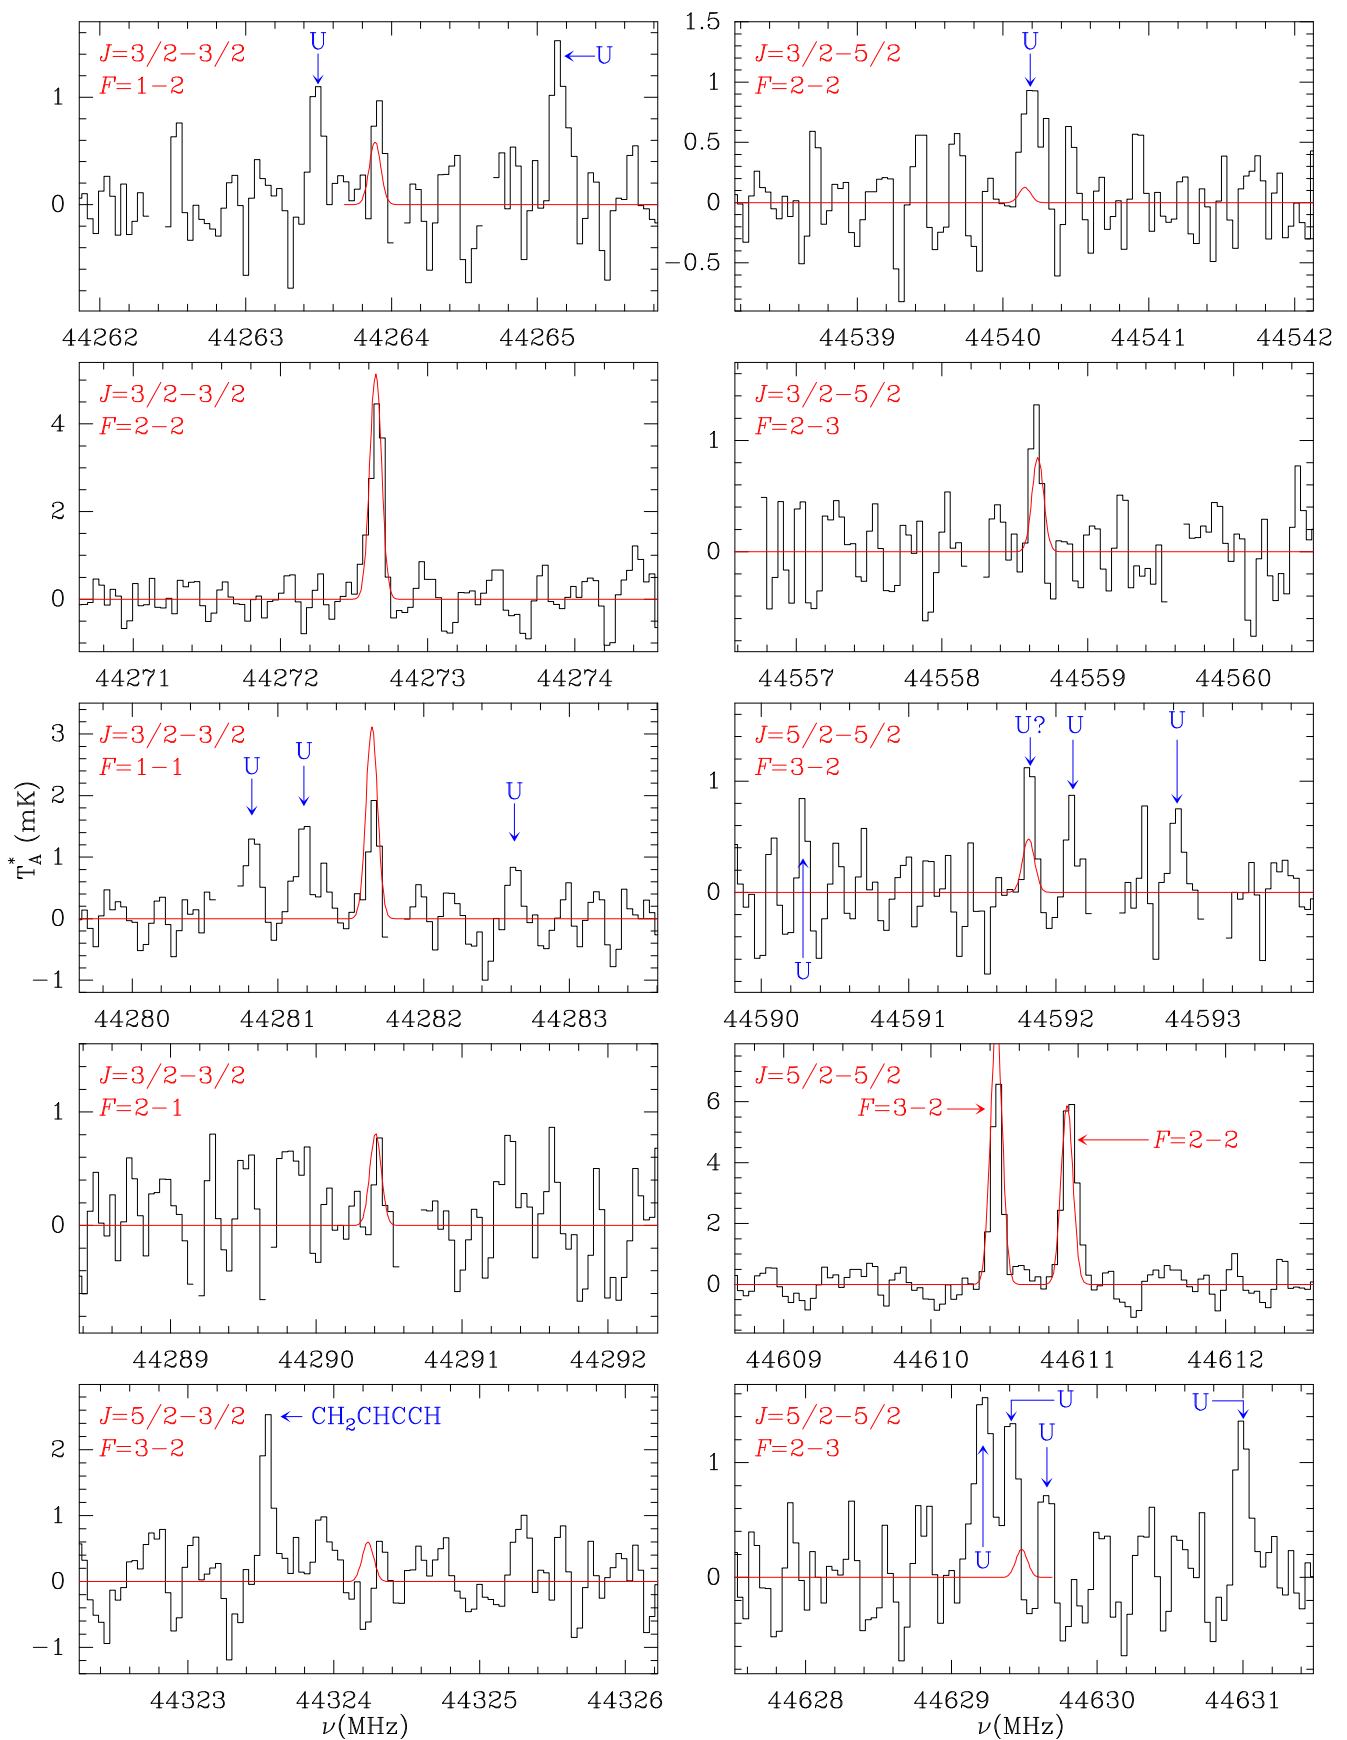 J=3/2−3/2
F=1−2
U
U
1
0
44262 44263 44264 44265
J=3/2−5/2
F=2−2
U
1.5
1
0.5
0
−0.5
44539 44540 44541 44542
J=3/2−3/2
F=2−2
4
2
0
44271 44272 44273 44274
J=3/2−5/2
F=2−3
1
0
44557 44558 44559 44560
J=3/2−3/2
F=1−1
U
U
U
3
2
1
0
−1
T*A (mK)
44280 44281 44282 44283
J=5/2−5/2
F=3−2
U?
U
U
U
1
0
44590 44591 44592 44593
J=3/2−3/2
F=2−1
1
0
44289 44290 44291 44292
J=5/2−5/2
F=3−2
F=2−2
6
4
2
0
44609 44610 44611 44612
J=5/2−3/2
F=3−2
CH₂CHCCH
2
1
0
−1
44323 44324 44325 44326
ν(MHz)
J=5/2−5/2
F=2−3
U
U
U
U
1
0
44628 44629 44630 44631
ν(MHz)